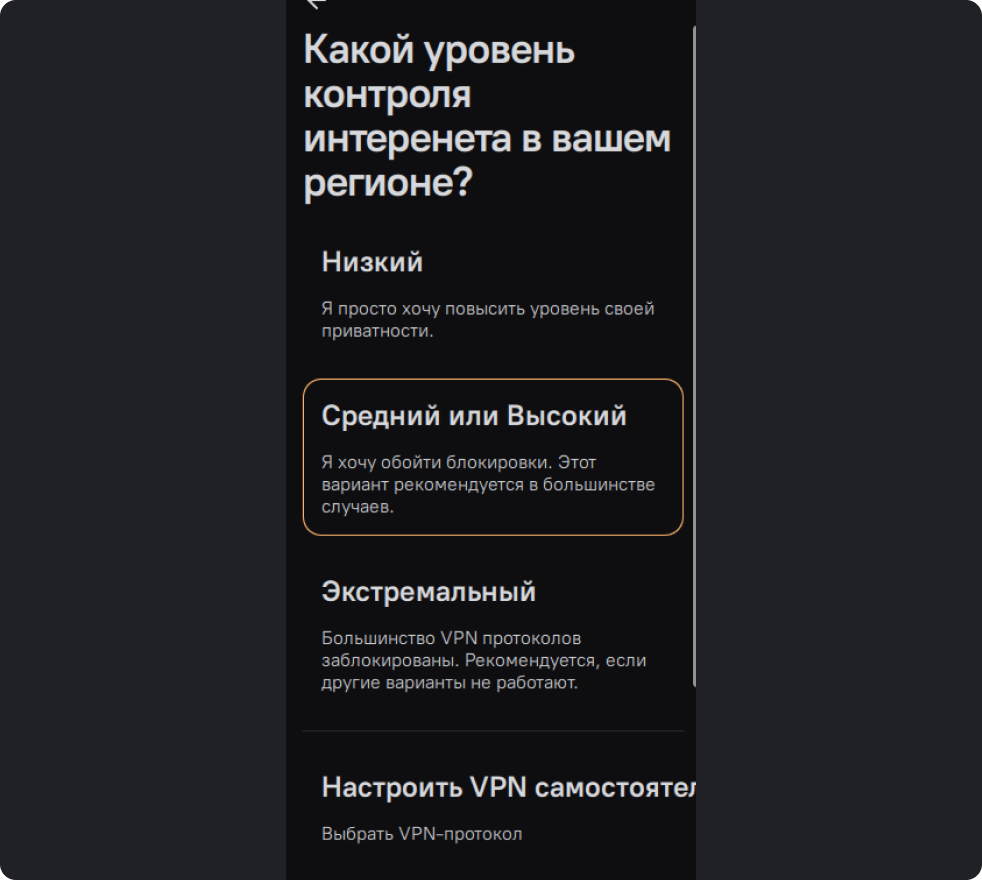 Какой уровень
контроля
интеренета в вашем
регионе?
Низкий
Я просто хочу повысить уровень своей
приватности.
Средний или Высокий
Я хочу обойти блокировки. Этот
вариант рекомендуется в большинстве
случаев.
Экстремальный
Большинство VPN протоколов
заблокированы. Рекомендуется, если
другие варианты не работают.
Настроить VPN самостоятел
Выбрать VPN-протокол